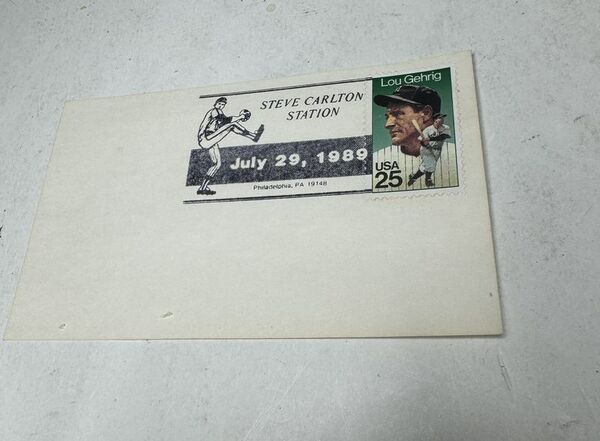 STEVE CARLTON
STATION
July 29, 1989
Philadelphia, PA 19148
Lou Gehrig
USA
25